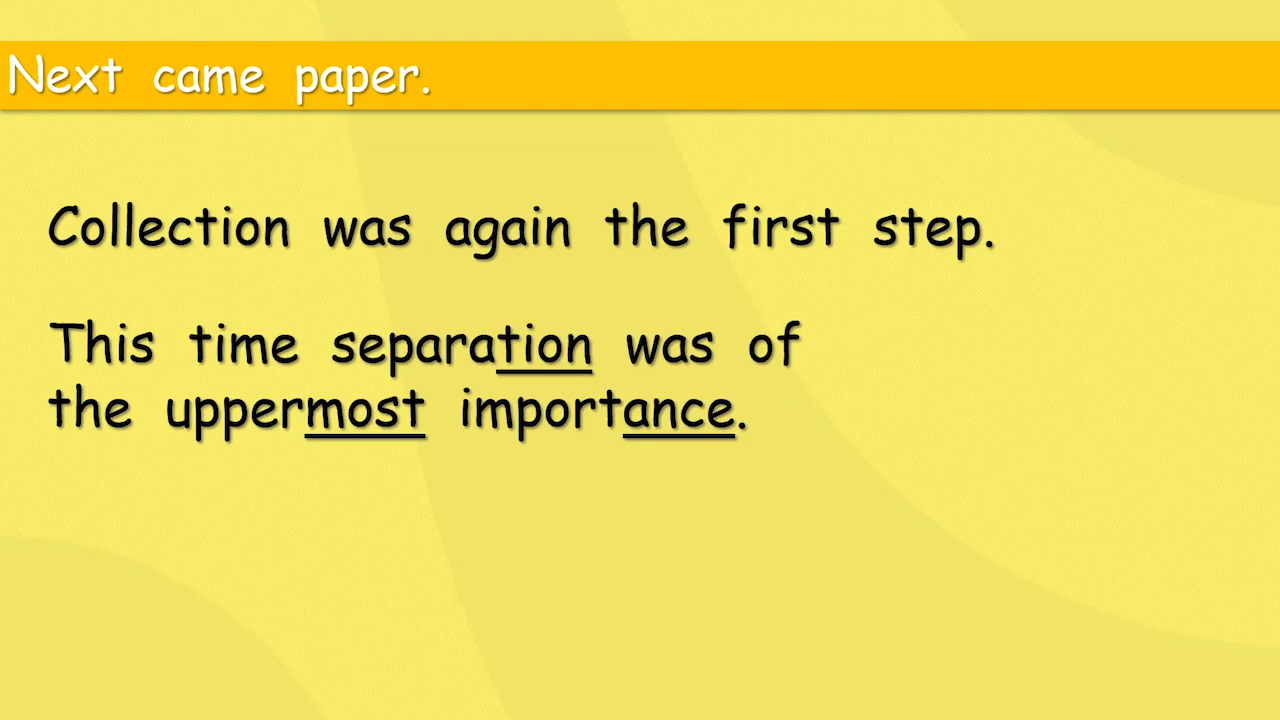 Next came paper.
Collection was again the first step.
This time separation was of
the uppermost importance.